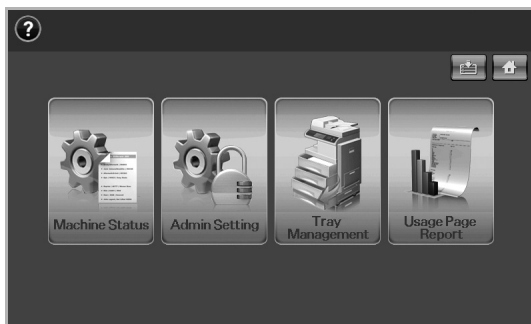 ?
Machine Status
Admin Setting
Tray
Management
Usage Page
Report